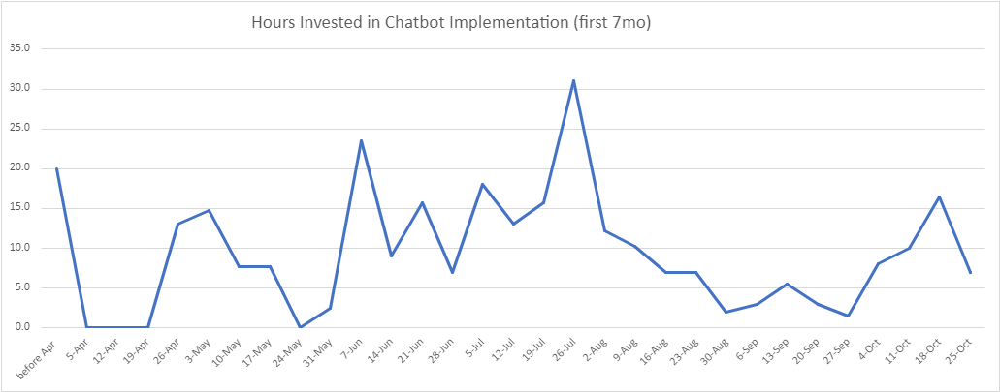 Hours Invested in Chatbot Implementation (first 7mo)
35.0
30.0
25.0
20.0
15.0
10.0
5.0
0.0
before Apr
5-Apr
12-Apr
19-Apr
26-Apr
3-May
10-May
17-May
24-May
31-May
7-Jun
14-Jun
21-Jun
28-Jun
5-Jul
12-Jul
19-Jul
26-Jul
2-Aug
9-Aug
16-Aug
23-Aug
30-Aug
6-Sep
13-Sep
20-Sep
27-Sep
4-Oct
11-Oct
18-Oct
25-Oct